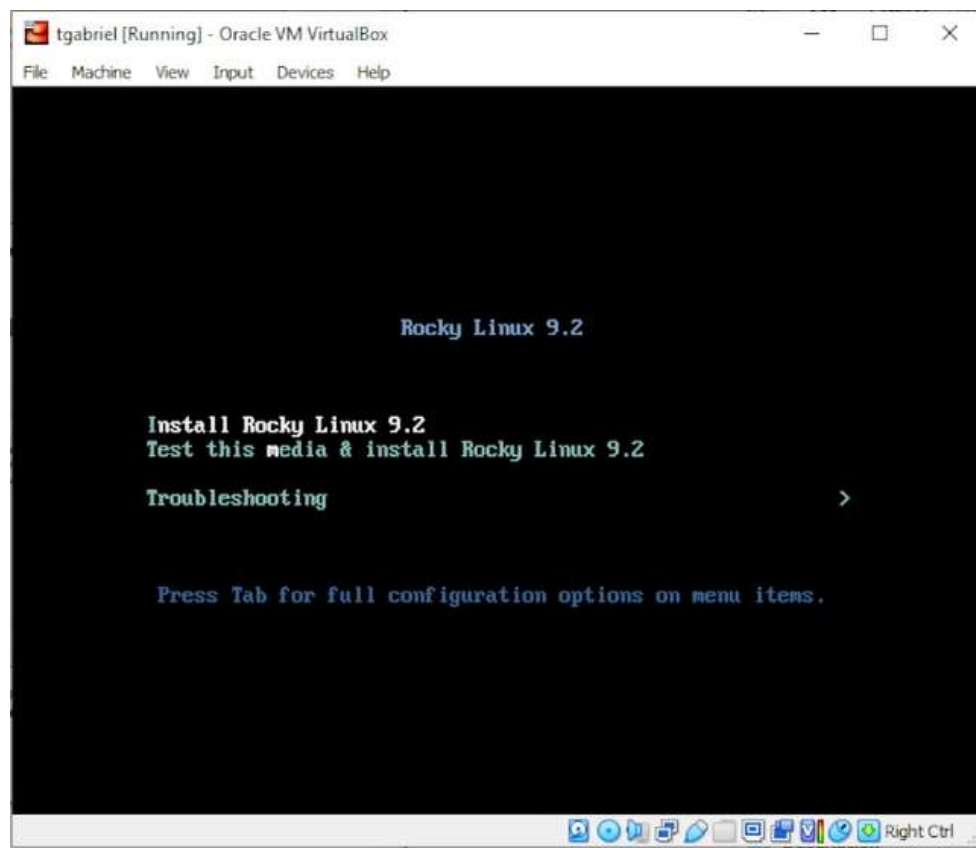 tgabriel [Running] - Oracle VM VirtualBox
File Machine View Input Devices Help
Rocky Linux 9.2
Install Rocky Linux 9.2
Test this media & install Rocky Linux 9.2
Troubleshooting >
Press Tab for full configuration options on menu items.
Right Ctrl